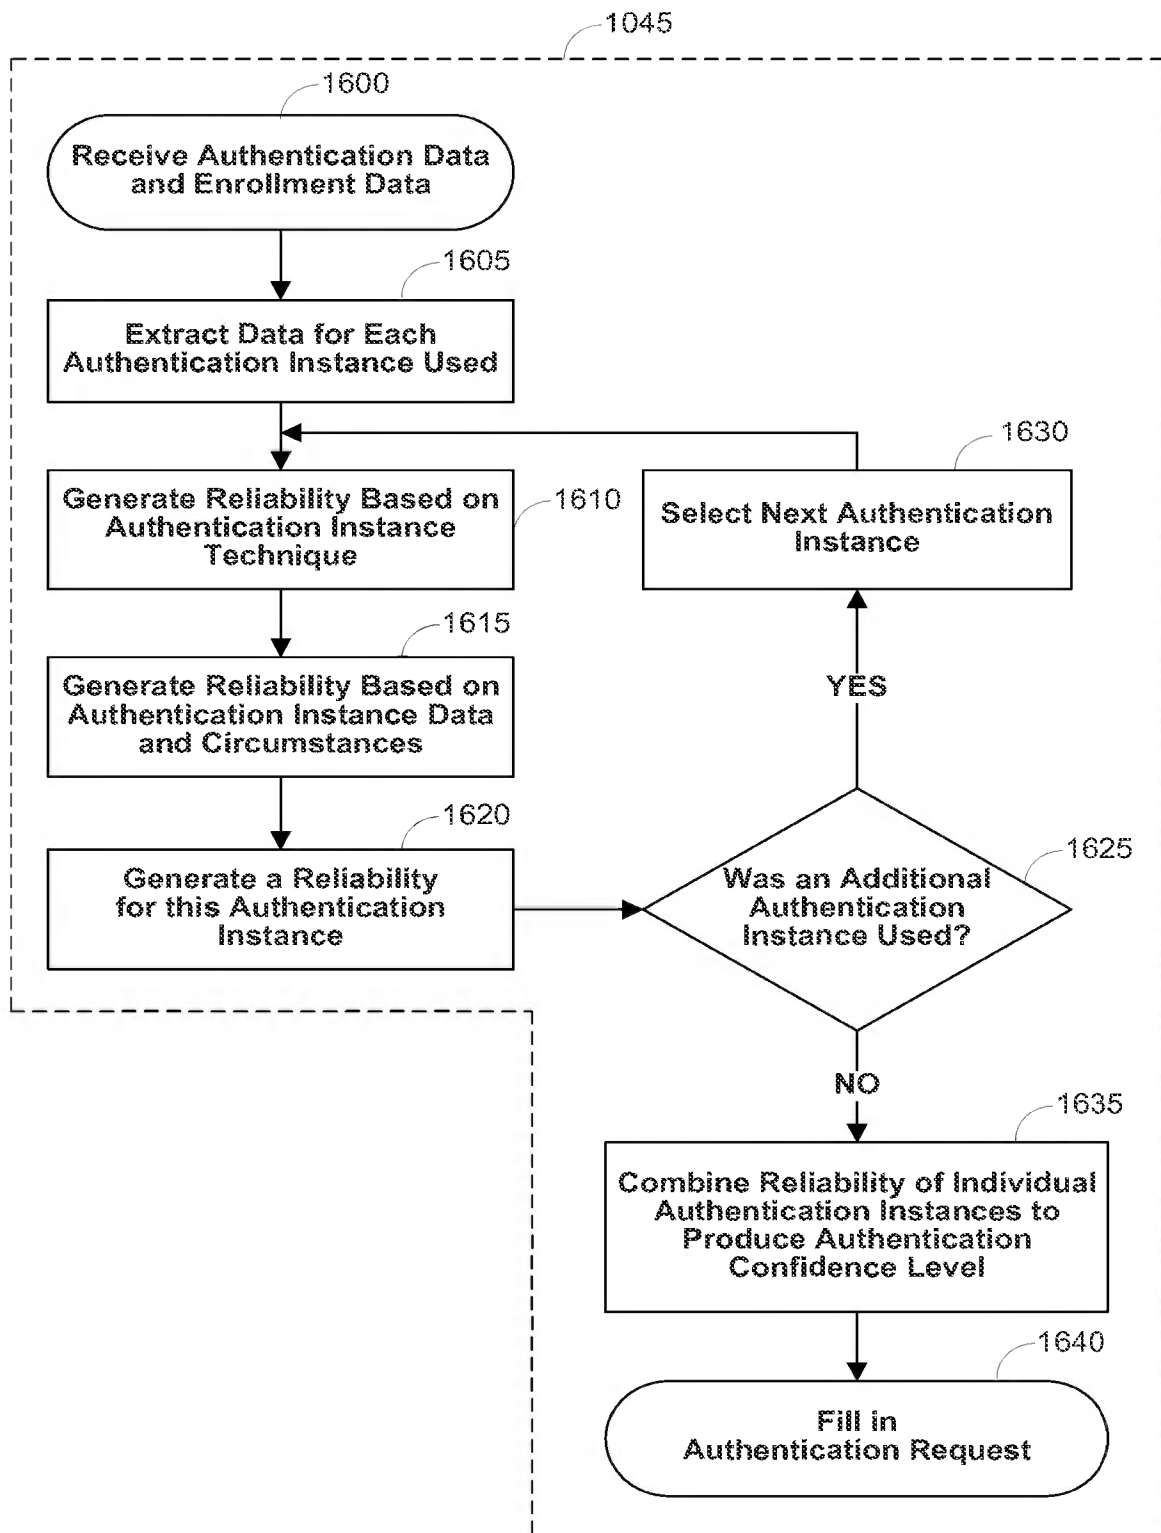 1045
1600
Receive Authentication Data
and Enrollment Data
1605
Extract Data for Each
Authentication Instance Used
1630
Select Next Authentication
Instance
1610
Generate Reliability Based on
Authentication Instance
Technique
1615
Generate Reliability Based on
Authentication Instance Data
and Circumstances
YES
1620
Generate a Reliability
for this Authentication
Instance
1625
Was an Additional
Authentication
Instance Used?
NO
1635
Combine Reliability of Individual
Authentication Instances to
Produce Authentication
Confidence Level
1640
Fill in
Authentication Request